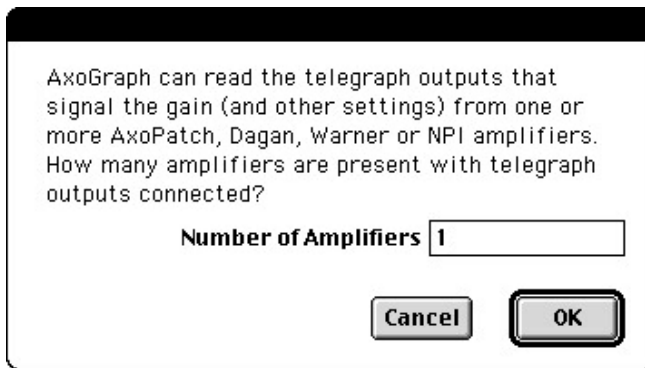 AxoGraph can read the telegraph outputs that
signal the gain (and other settings) from one or
more AxoPatch, Dagan, Warner or NPI amplifiers.
How many amplifiers are present with telegraph
outputs connected?
Number of Amplifiers 1
Cancel OK